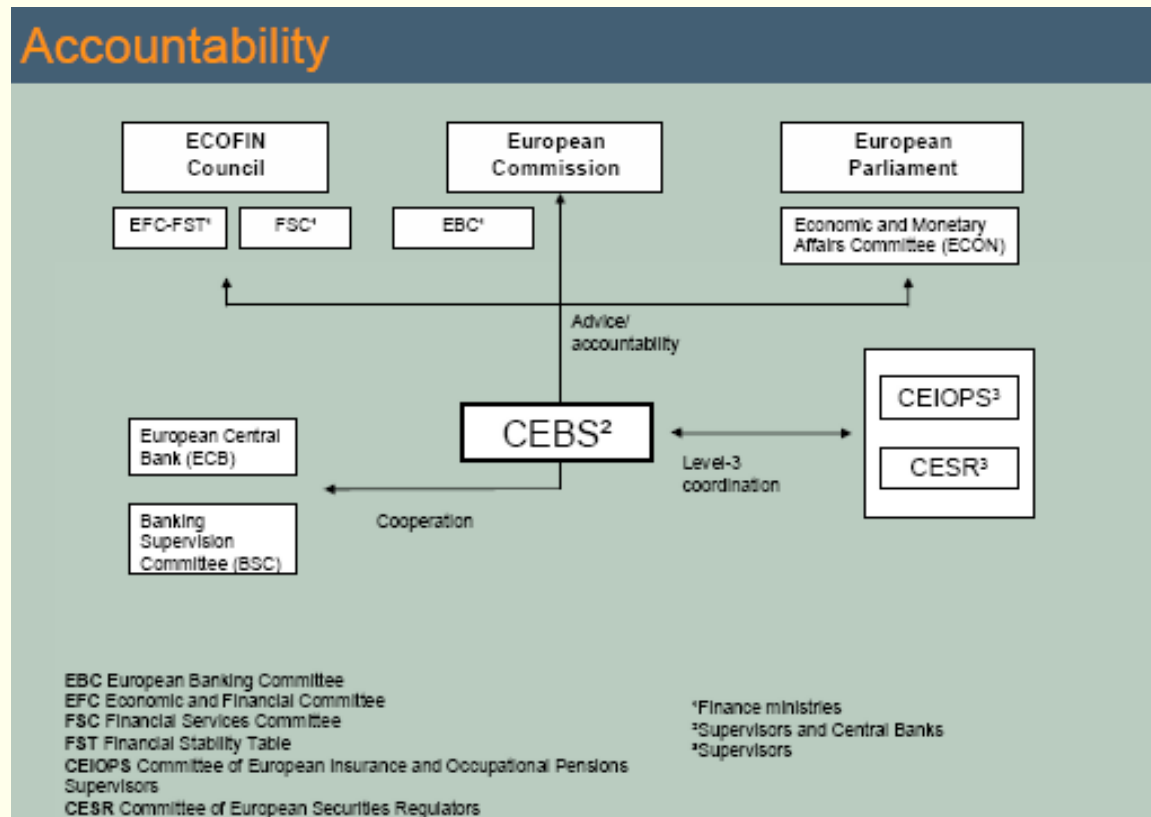 Accountability
ECOFIN
Council
European
Commission
European
Parliament
EFC-FST¹
FSC¹
EBC¹
Economic and Monetary
Affairs Committee (ECON)
Advice/
accountability
CEIOPS³
CEBS²
European Central
Bank (ECB)
Level-3
coordination
CESR³
Banking
Supervision
Committee (BSC)
Cooperation
EBC European Banking Committee
EFC Economic and Financial Committee
FSC Financial Services Committee
FST Financial Stability Table
CEIOPS Committee of European Insurance and Occupational Pensions
Supervisors
CESR Committee of European Securities Regulators
¹Finance ministries
²Supervisors and Central Banks
³Supervisors